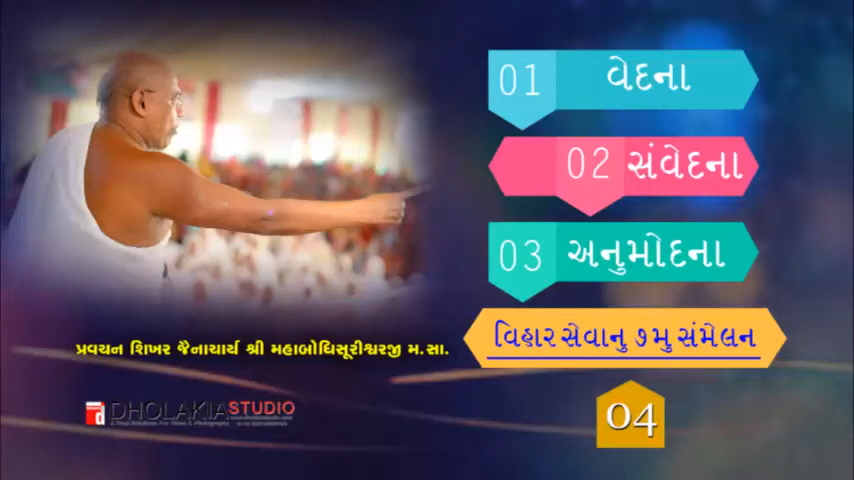 01 વેદના
02 સંવેદના
03 અનુમોદના
વિહાર સેવાનુ ૭મુ સંમેલન
04
પ્રવચન શિખર જૈનાચાર્ય શ્રી મહાબોધિસૂરીશ્વરજી મ.સા.
DHOLAKIA STUDIO